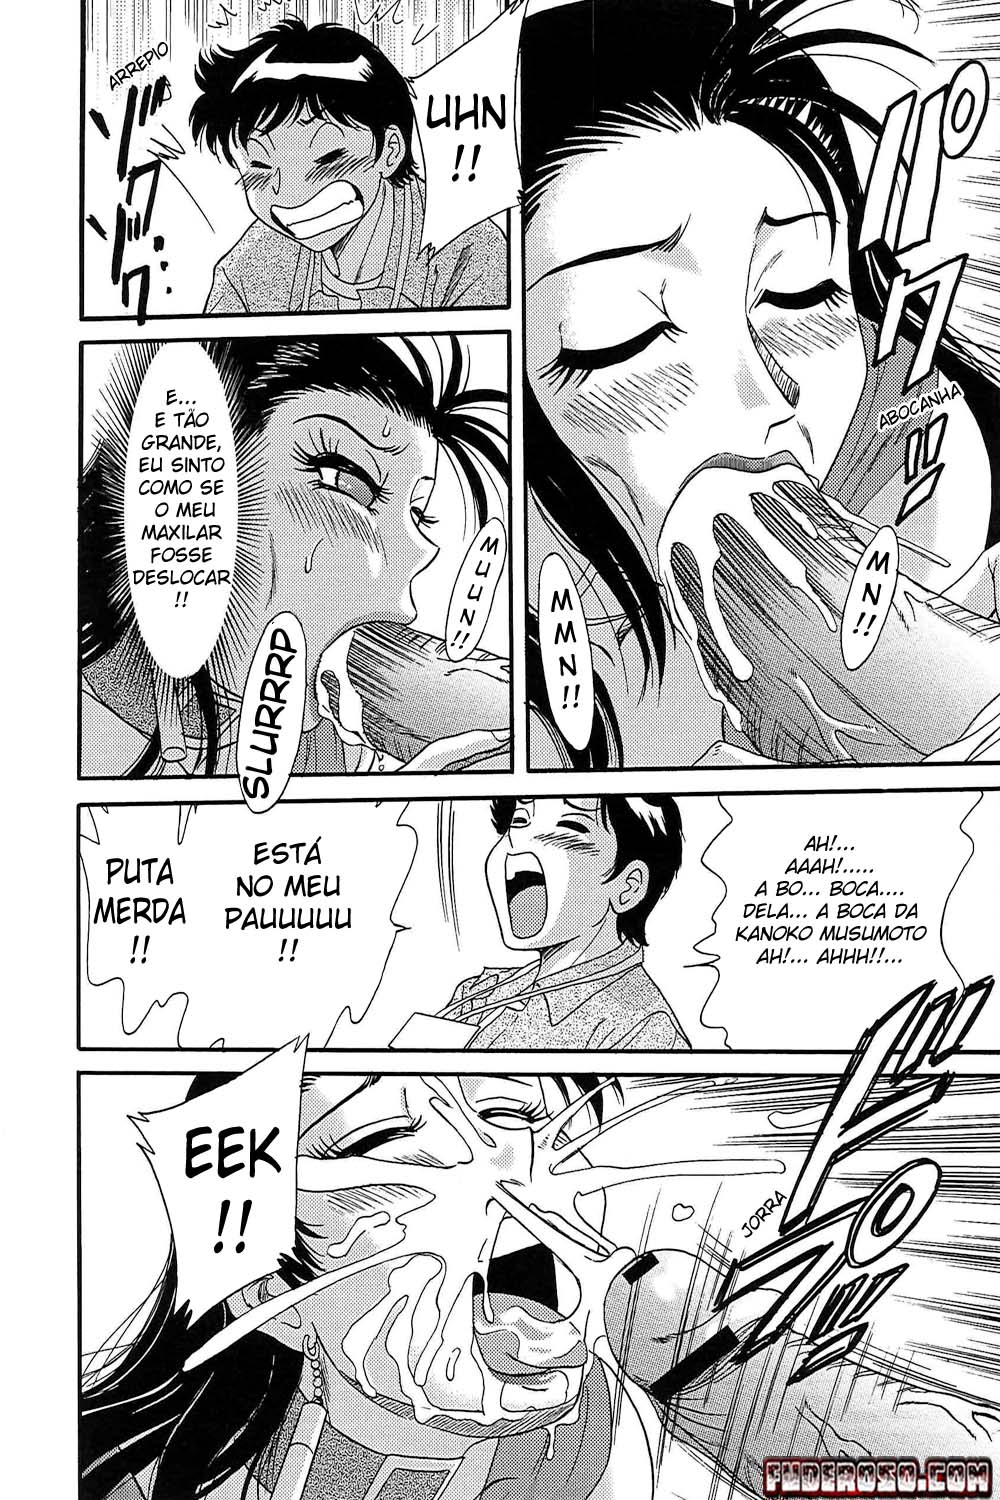 ABOCANHA
MN!!
MMN!!
ARREPIO
UHN
!!
E...
E TÃO
GRANDE,
EU SINTO
COMO SE
O MEU
MAXILAR
FOSSE
DESLOCAR
!!
MUUN!!
SLURRRP
AH!...
AAAH!.....
A BO... BOCA....
DELA... A BOCA DA
KANOKO MUSUMOTO
AH!... AHHH!!...
ESTÁ
NO MEU
PAUUUUUU
!!
PUTA
MERDA
!!
JORRA
EEK
!!
FUDEROSO.COM